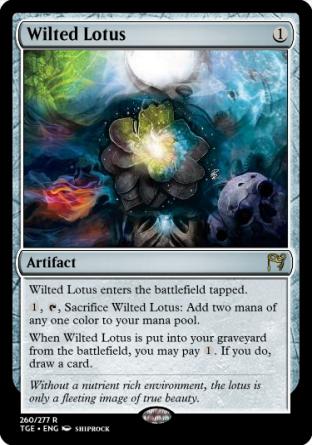 Wilted Lotus 1
Artifact
Wilted Lotus enters the battlefield tapped.
1, , Sacrifice Wilted Lotus: Add two mana of
any one color to your mana pool.
When Wilted Lotus is put into your graveyard
from the battlefield, you may pay 1. If you do,
draw a card.
Without a nutrient rich environment, the lotus is
only a fleeting image of true beauty.
260/277 R
TGE • ENG SHIPROCK